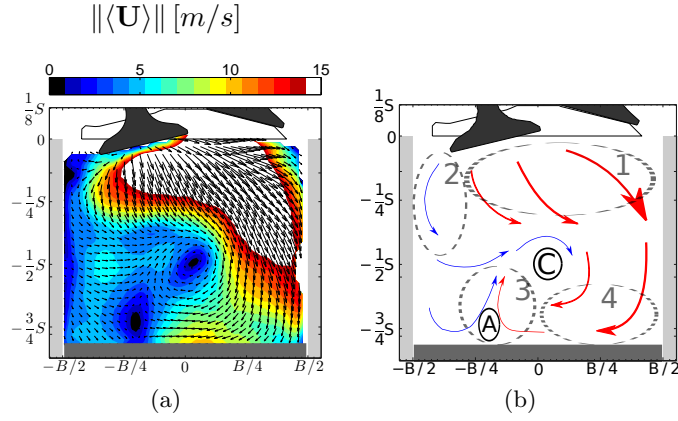 ∥⟨U⟩∥ [m/s]
0 5 10 15
1/8 S
0
−1/4 S
−1/2 S
−3/4 S
−B/2 −B/4 0 B/4 B/2
(a)
1/8 S
0
−1/4 S
−1/2 S
−3/4 S
1
2
C
3
4
A
−B/2 −B/4 0 B/4 B/2
(b)